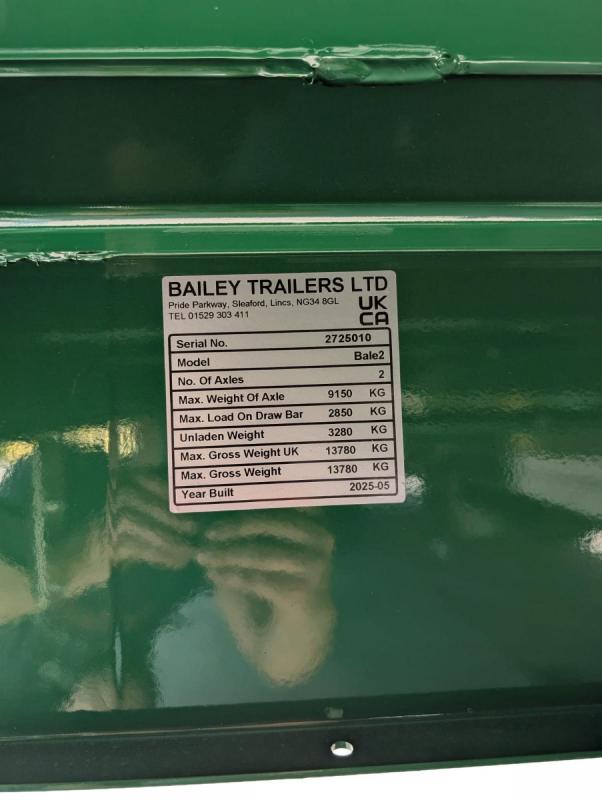 BAILEY TRAILERS LTD
Pride Parkway, Sleaford, Lincs, NG34 8GL
TEL 01529 303 411
UK
CA
Serial No. 2725010
Model Bale2
No. Of Axles 2
Max. Weight Of Axle 9150 KG
Max. Load On Draw Bar 2850 KG
Unladen Weight 3280 KG
Max. Gross Weight UK 13780 KG
Max. Gross Weight 13780 KG
Year Built 2025-05